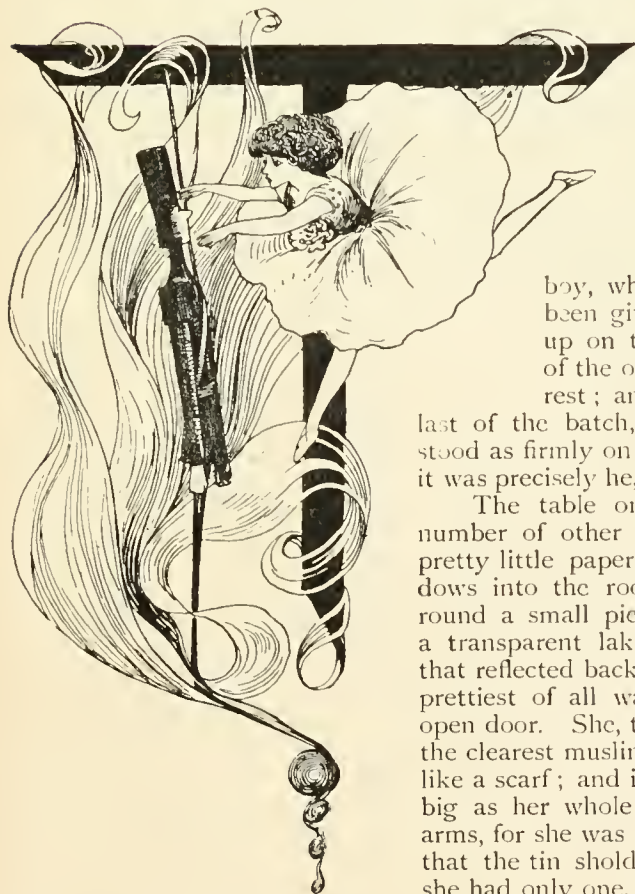 T
boy, wh
been gi
up on t
of the o
rest ; an
last of the batch,
stood as firmly on
it was precisely he,
The table on
number of other
pretty little paper
dows into the roo
round a small pie
a transparent lak
that reflected back
prettiest of all wa
open door. She, t
the clearest muslin
like a scarf ; and i
big as her whole
arms, for she was
that the tin shold
she had only one.